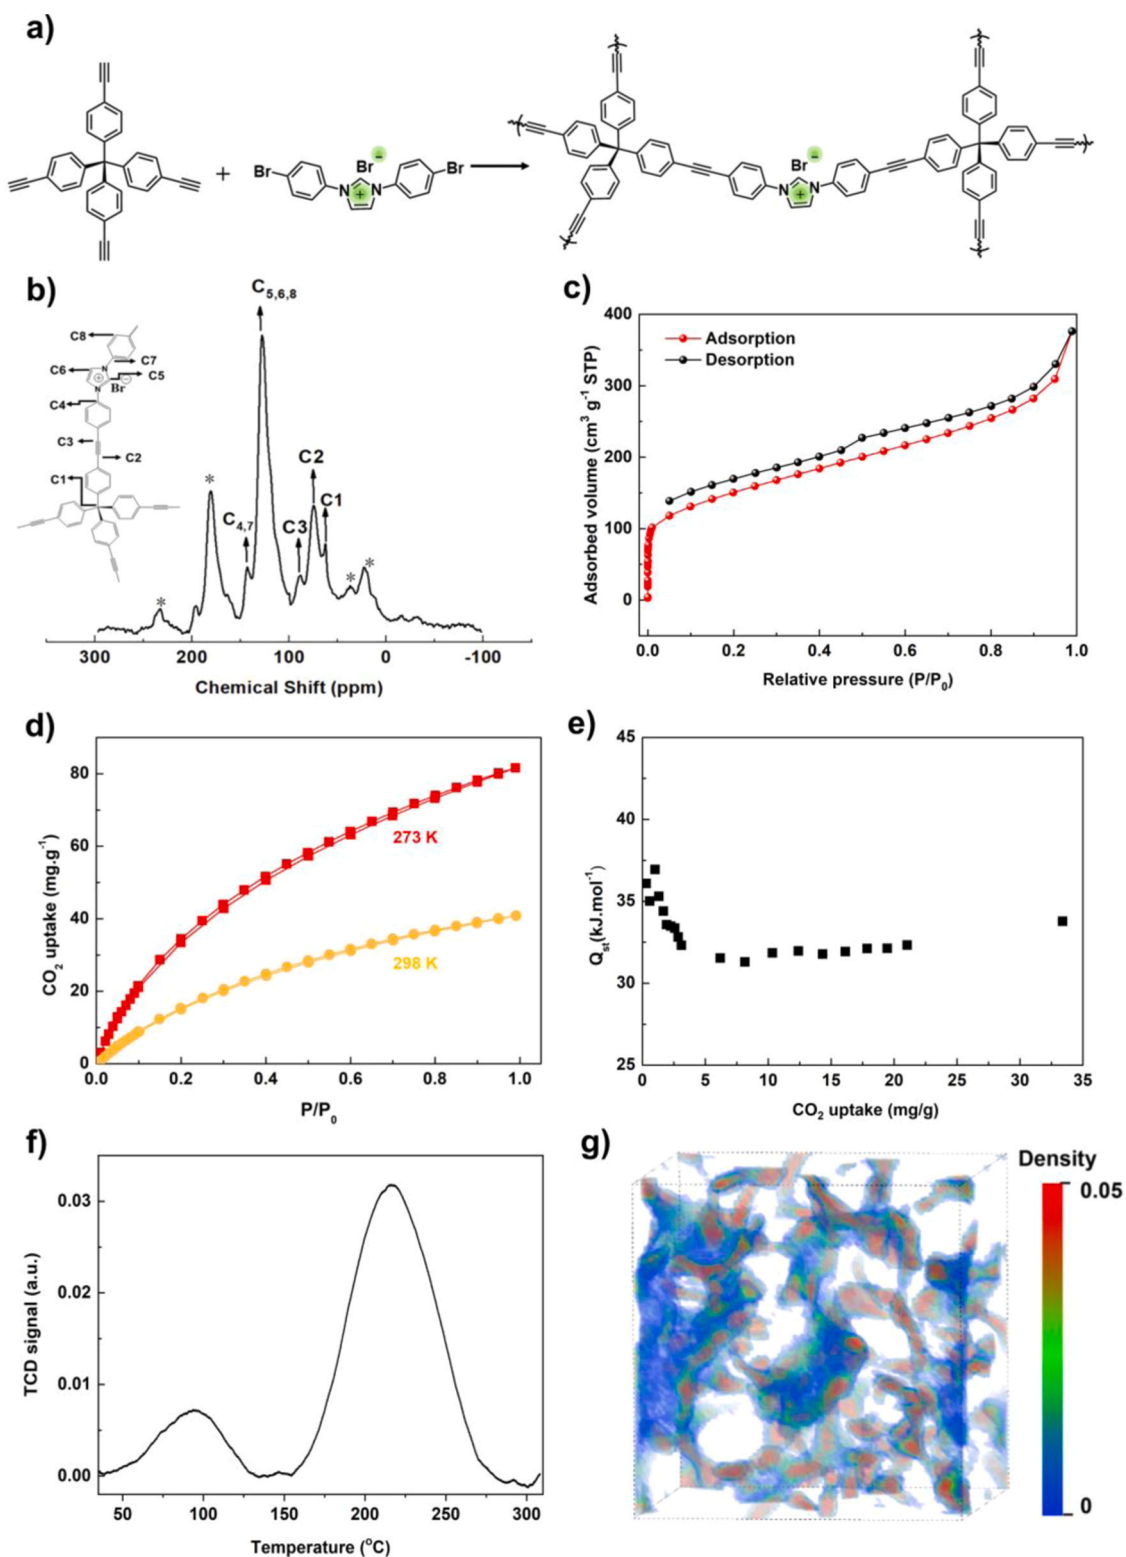 a)
Br
N
+
N
Br
−
Br
+
Br
−
N
+
N
b)
C5,6,8
C8
C7
C6
N
+
N
Br
−
C5
C4
C3
C2
C1
*
*
C4,7
C3
C2
C1
*
*
300
200
100
0
-100
Chemical Shift (ppm)
c)
Adsorbed volume (cm3 g-1 STP)
400
300
200
100
0
Adsorption
Desorption
0.0
0.2
0.4
0.6
0.8
1.0
Relative pressure (P/P0)
d)
CO2 uptake (mg.g-1)
80
60
40
20
0
273 K
298 K
0.0
0.2
0.4
0.6
0.8
1.0
P/P0
e)
Qst(kJ.mol-1)
45
40
35
30
25
0
5
10
15
20
25
30
35
CO2 uptake (mg/g)
f)
TCD signal (a.u.)
0.03
0.02
0.01
0.00
50
100
150
200
250
300
Temperature (oC)
g)
Density
0.05
0